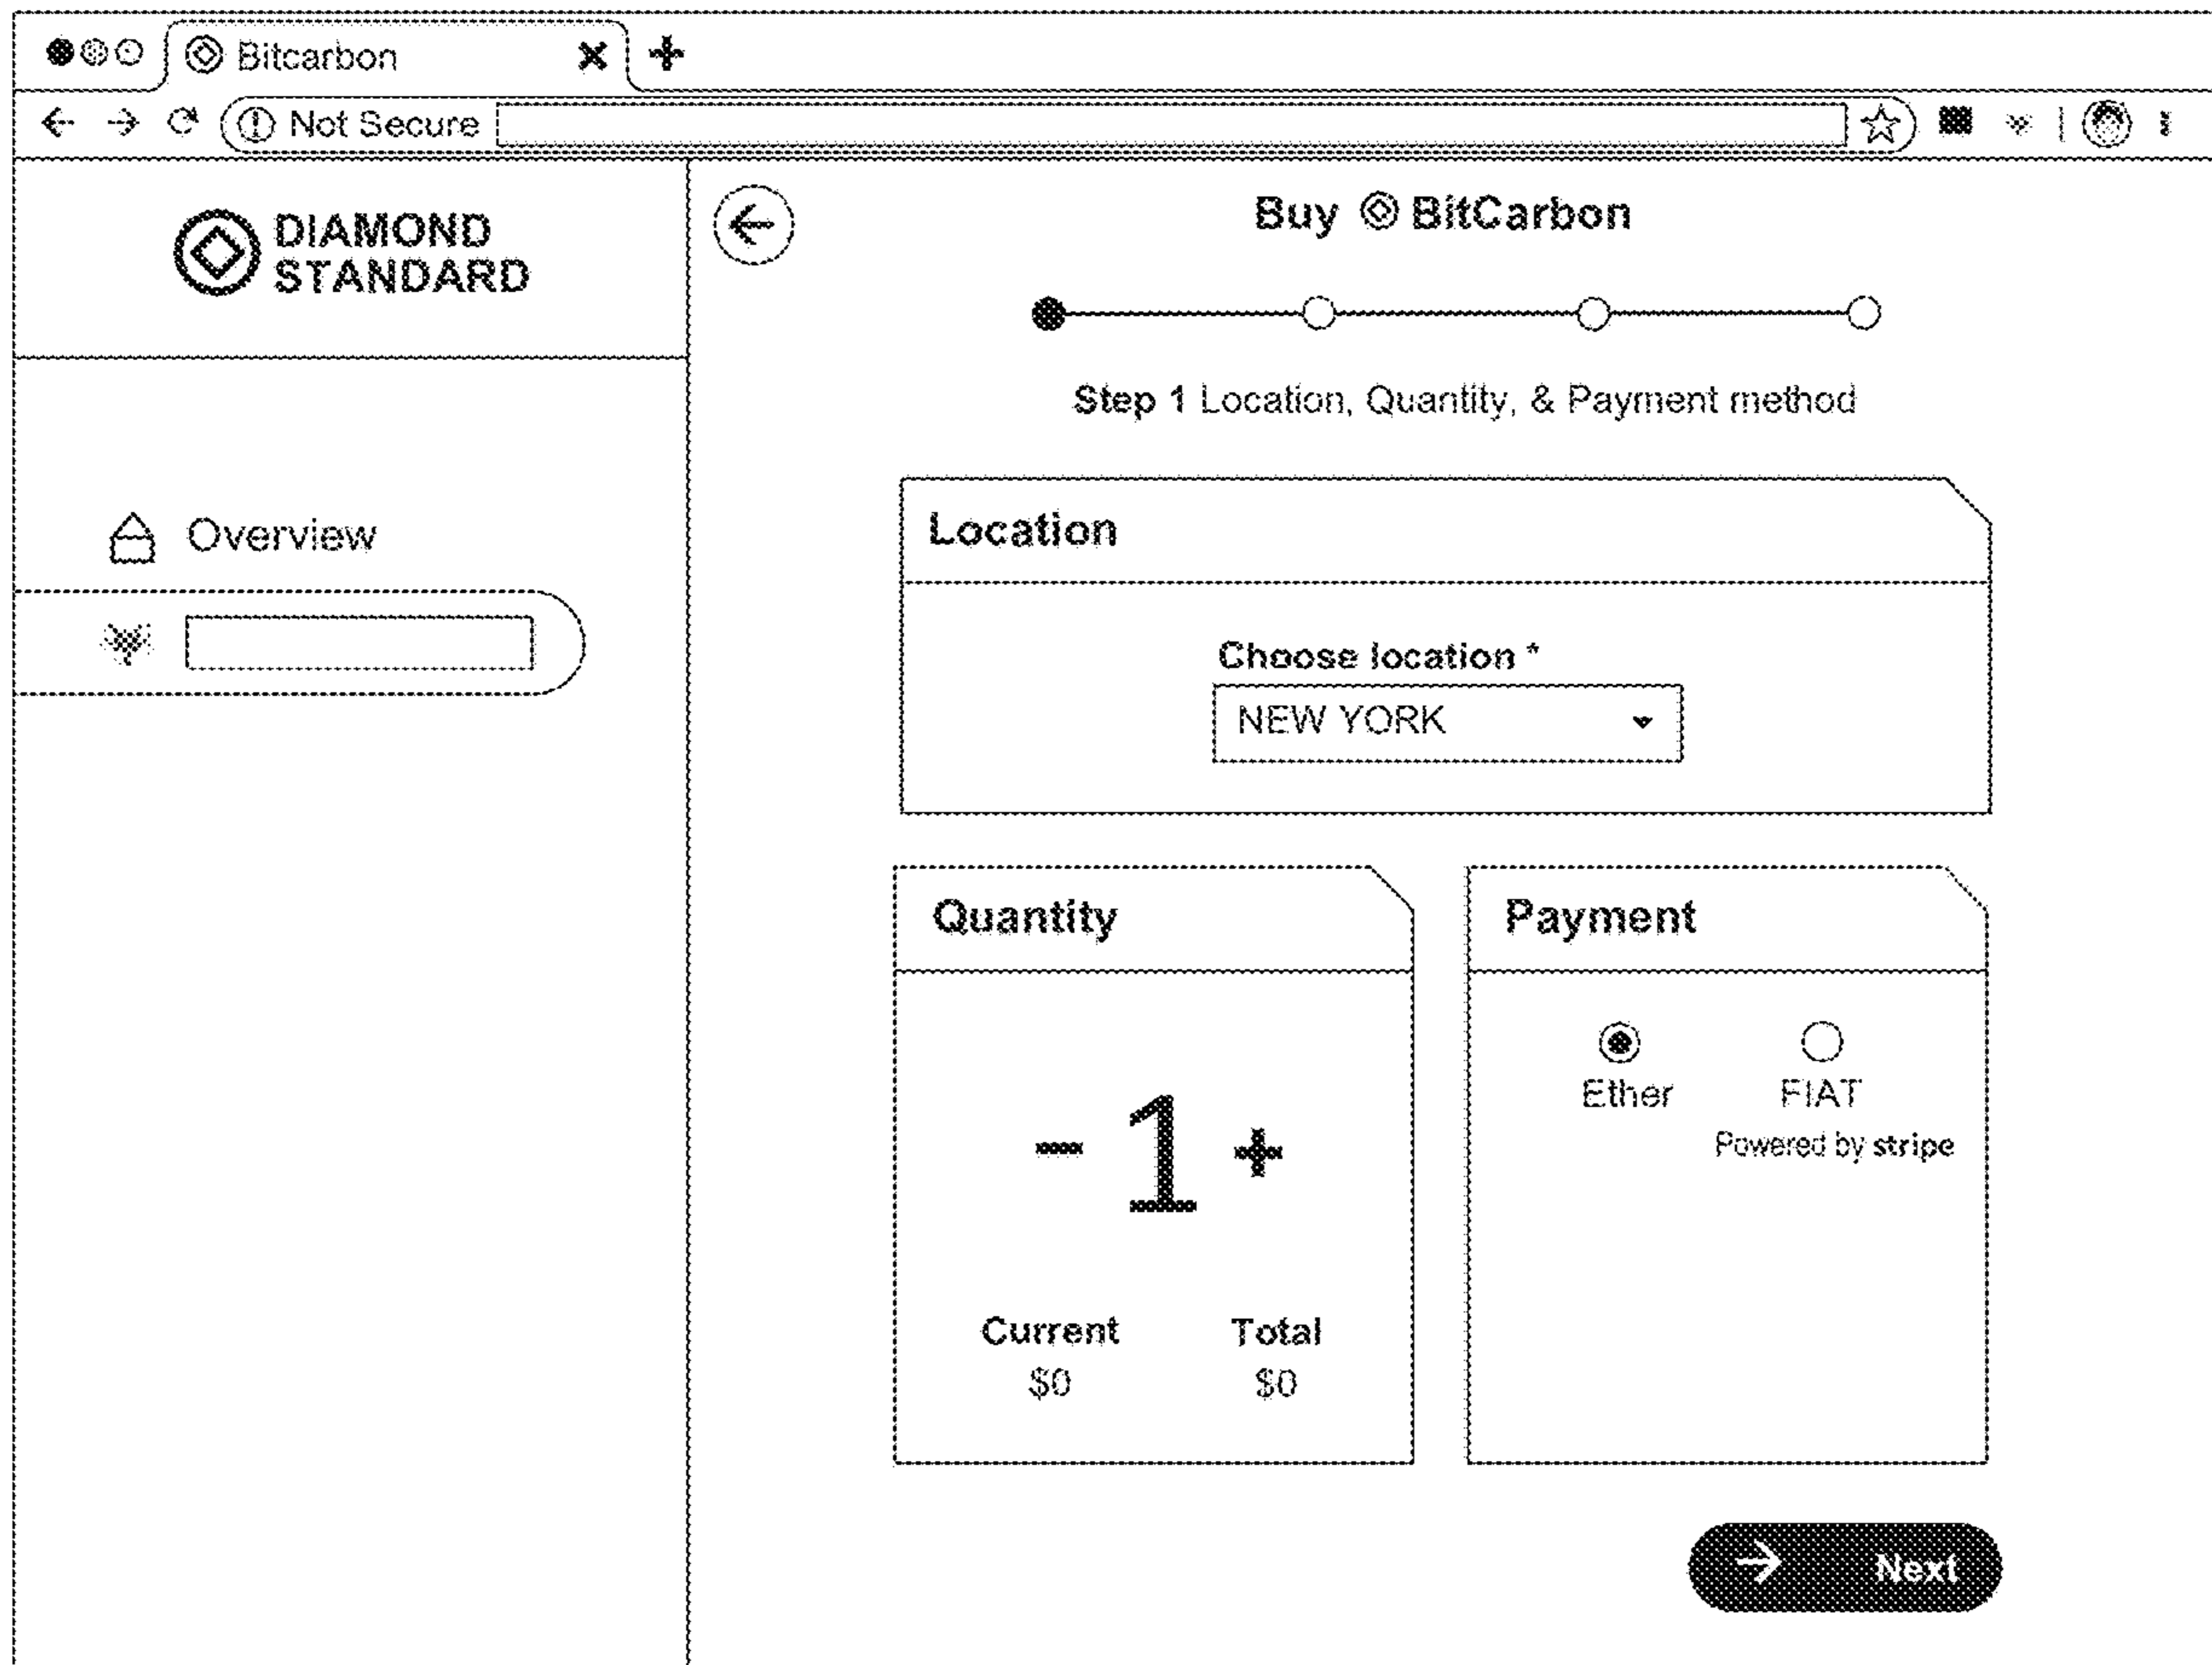 Bitcarbon
Not Secure
DIAMOND
STANDARD
Overview
Buy BitCarbon
Step 1 Location, Quantity, & Payment method
Location
Choose location *
NEW YORK
Quantity
- 1 +
Current Total
$0 $0
Payment
Ether FIAT
Powered by stripe
Next